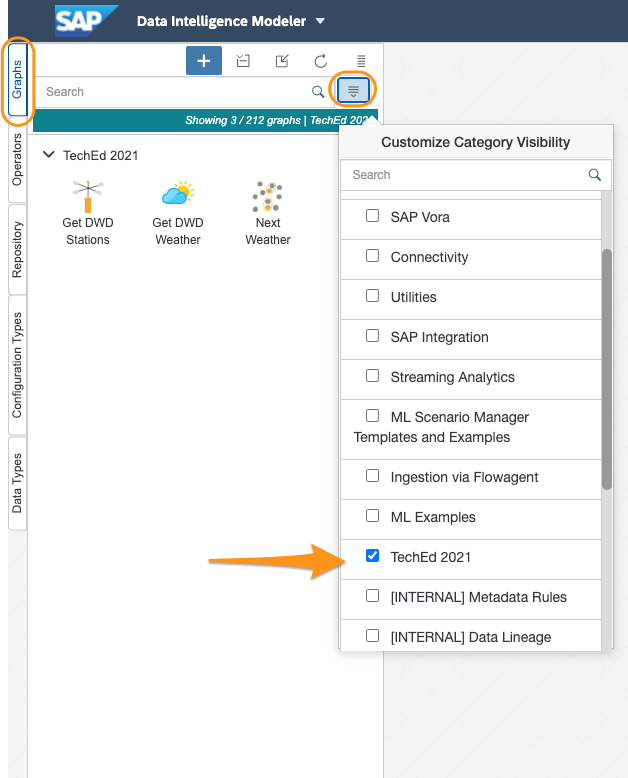 SAP
Data Intelligence Modeler
Graphs
Operators
Repository
Configuration Types
Data Types
Search
Showing 3 / 212 graphs | TechEd 202
TechEd 2021
Get DWD
Stations
Get DWD
Weather
Next
Weather
Customize Category Visibility
Search
SAP Vora
Connectivity
Utilities
SAP Integration
Streaming Analytics
ML Scenario Manager
Templates and Examples
Ingestion via Flowagent
ML Examples
TechEd 2021
[INTERNAL] Metadata Rules
[INTERNAL] Data Lineage